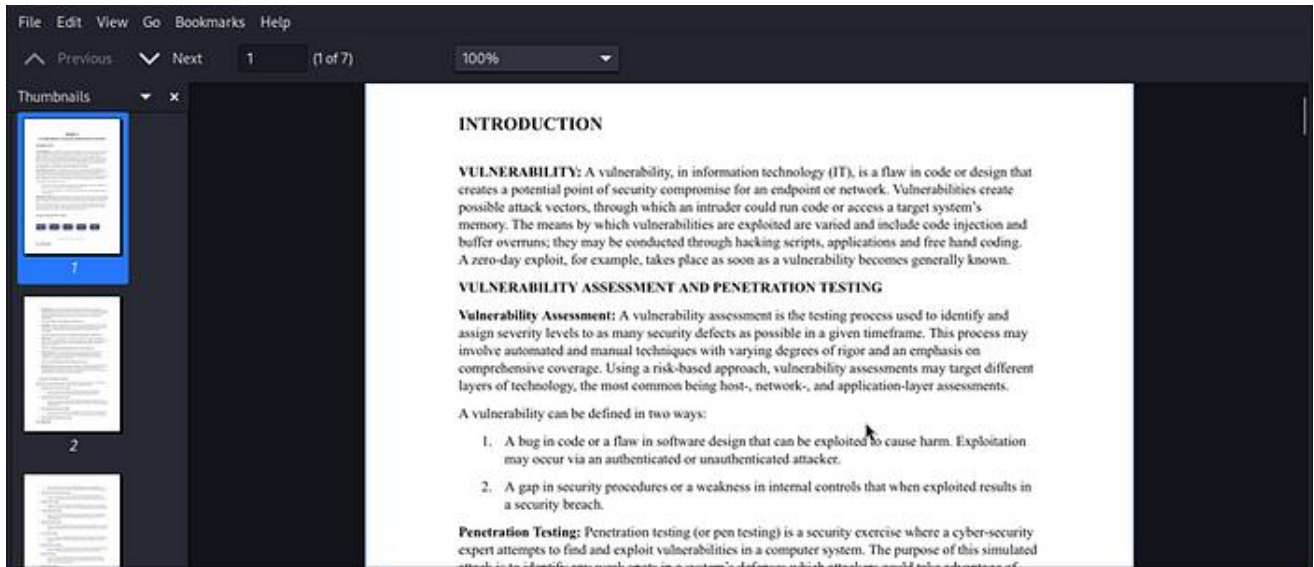 File Edit View Go Bookmarks Help
Previous Next 1 (1 of 7) 100%
Thumbnails
1
2
INTRODUCTION
VULNERABILITY: A vulnerability, in information technology (IT), is a flaw in code or design that
creates a potential point of security compromise for an endpoint or network. Vulnerabilities create
possible attack vectors, through which an intruder could run code or access a target system's
memory. The means by which vulnerabilities are exploited are varied and include code injection and
buffer overruns; they may be conducted through hacking scripts, applications and free hand coding.
A zero-day exploit, for example, takes place as soon as a vulnerability becomes generally known.
VULNERABILITY ASSESSMENT AND PENETRATION TESTING
Vulnerability Assessment: A vulnerability assessment is the testing process used to identify and
assign severity levels to as many security defects as possible in a given timeframe. This process may
involve automated and manual techniques with varying degrees of rigor and an emphasis on
comprehensive coverage. Using a risk-based approach, vulnerability assessments may target different
layers of technology, the most common being host-, network-, and application-layer assessments.
A vulnerability can be defined in two ways:
1. A bug in code or a flaw in software design that can be exploited to cause harm. Exploitation
may occur via an authenticated or unauthenticated attacker.
2. A gap in security procedures or a weakness in internal controls that when exploited results in
a security breach.
Penetration Testing: Penetration testing (or pen testing) is a security exercise where a cyber-security
expert attempts to find and exploit vulnerabilities in a computer system. The purpose of this simulated